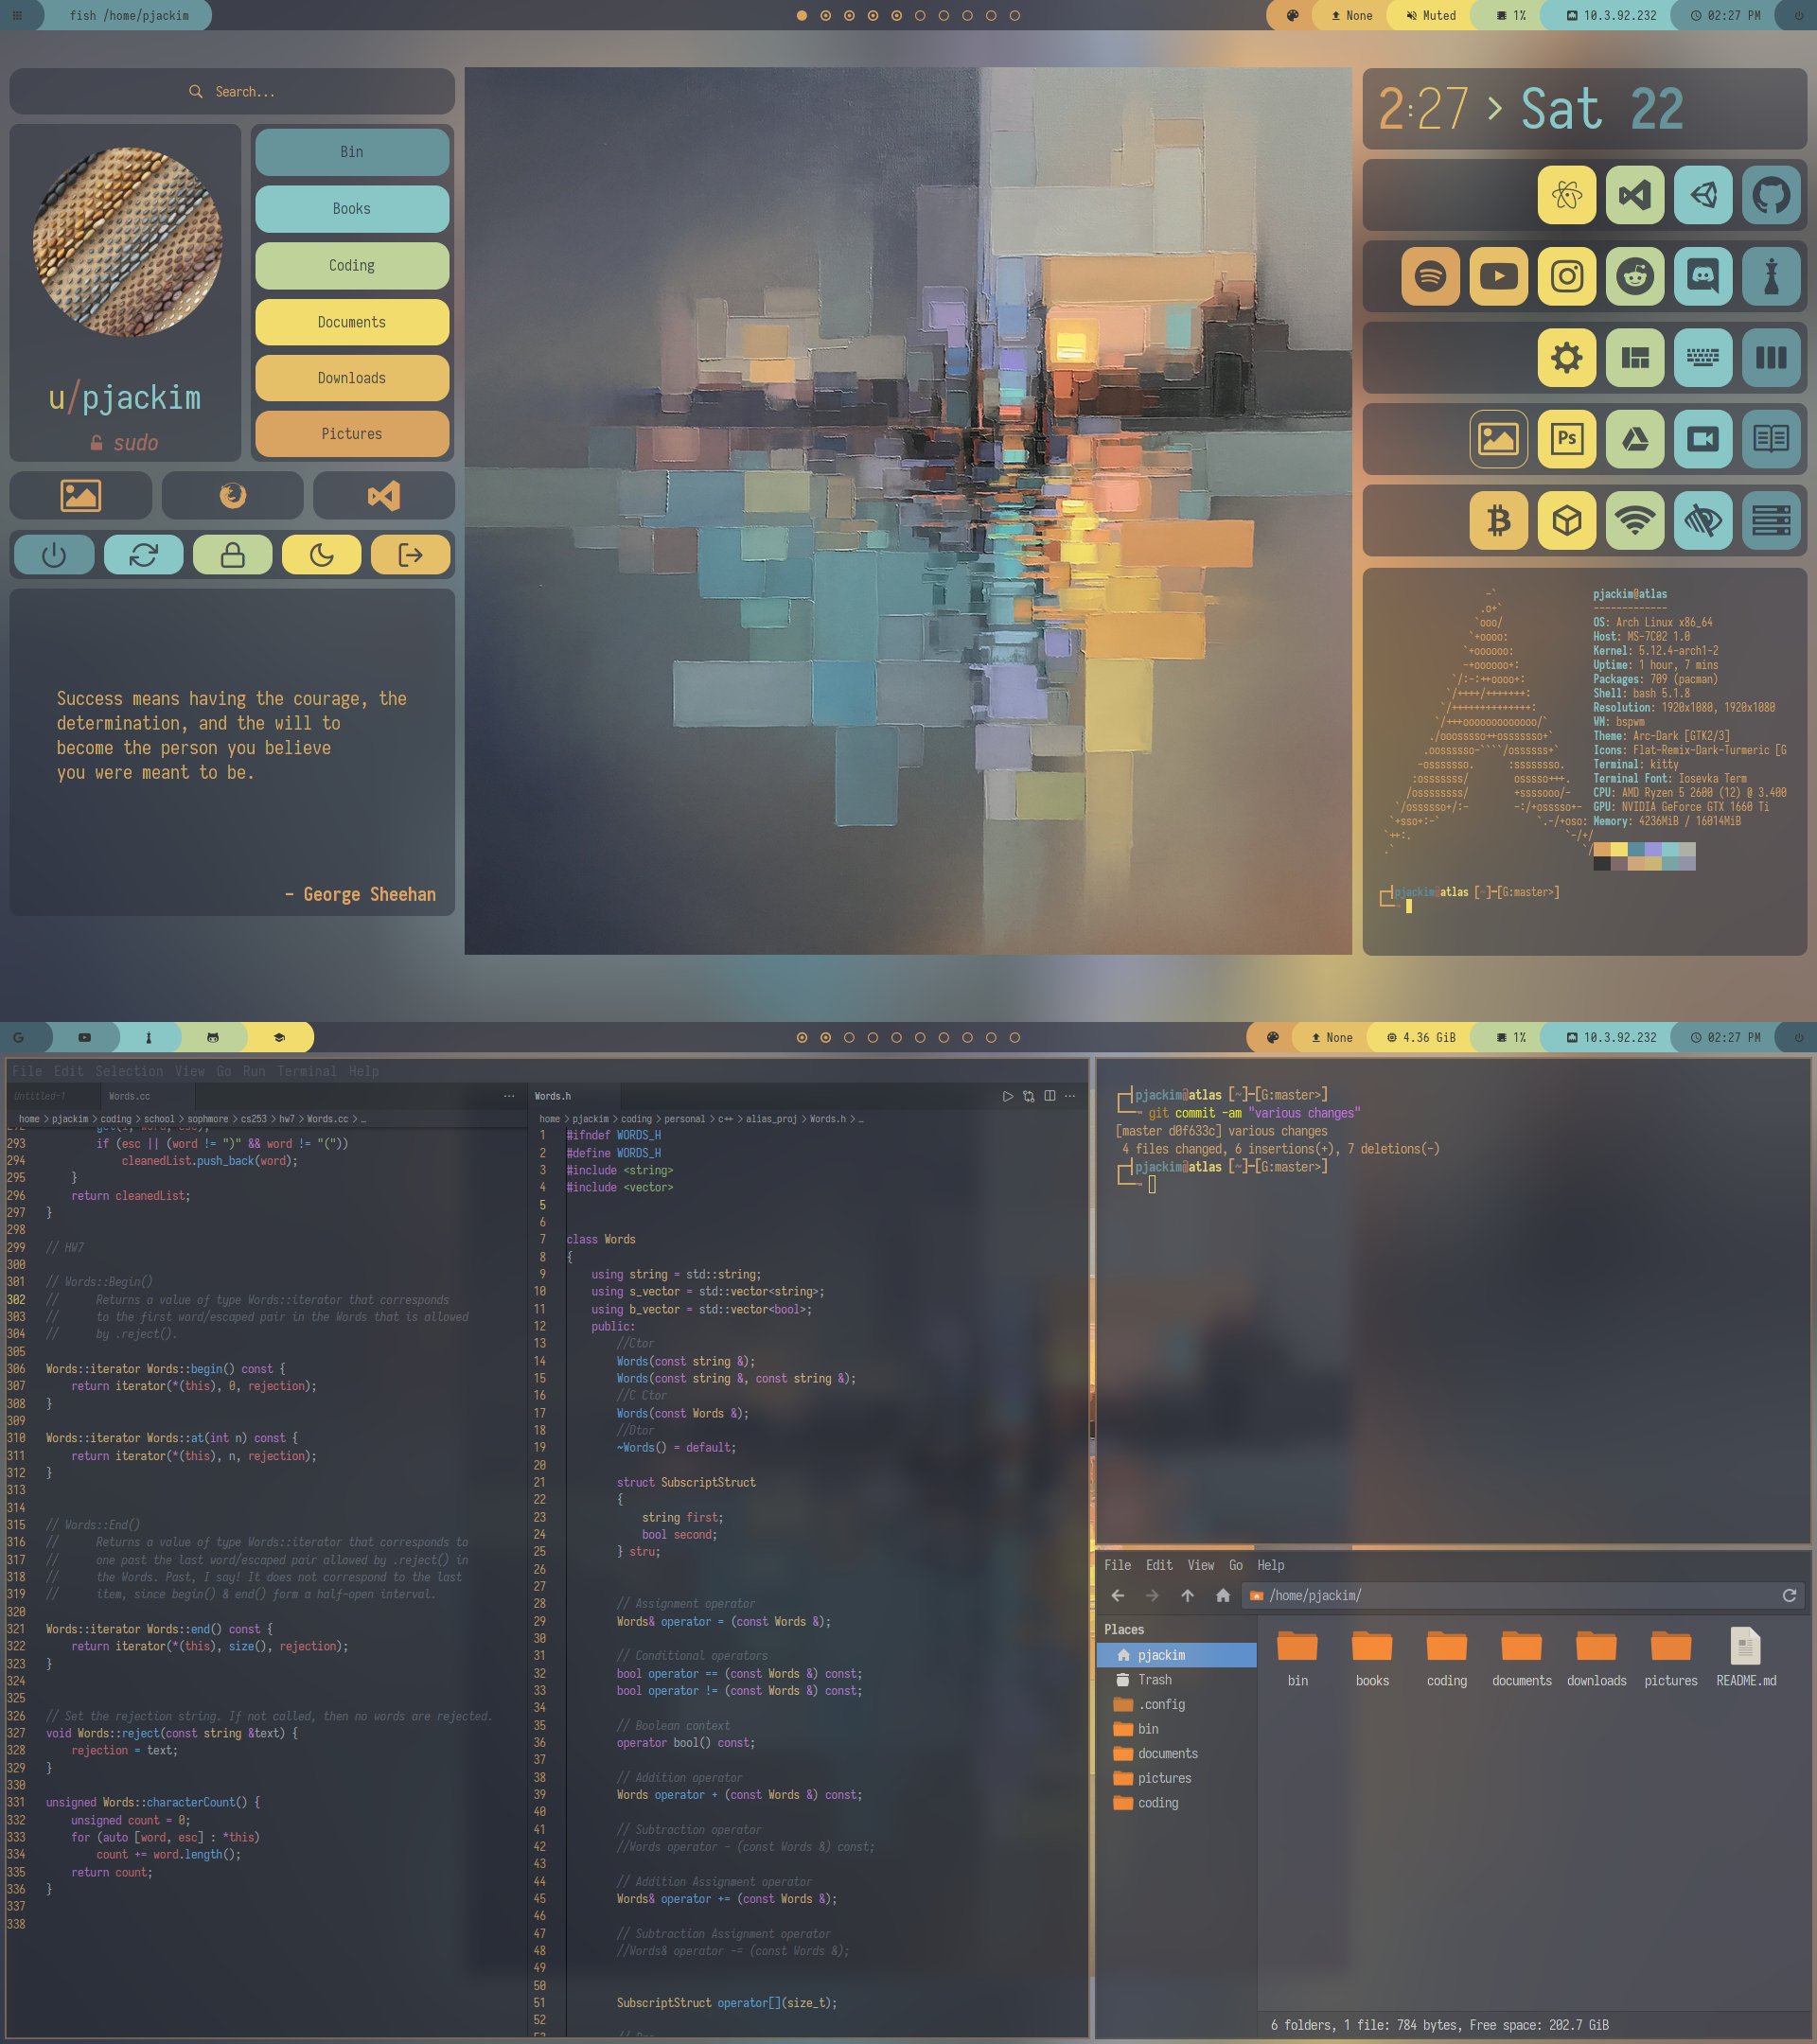 fish /home/pjackim
None
Muted
1%
10.3.92.232
02:27 PM
Search...
Bin
Books
Coding
Documents
Downloads
Pictures
u/pjackim
sudo
Success means having the courage, the
determination, and the will to
become the person you believe
you were meant to be.
- George Sheehan
2:27 > Sat 22
Ps
pjackim@atlas
-------------
OS: Arch Linux x86_64
Host: MS-7C02 1.0
Kernel: 5.12.4-arch1-2
Uptime: 1 hour, 7 mins
Packages: 709 (pacman)
Shell: bash 5.1.8
Resolution: 1920x1080, 1920x1080
WM: bspwm
Theme: Arc-Dark [GTK2/3]
Icons: Flat-Remix-Dark-Turmeric [G
Terminal: kitty
Terminal Font: Iosevka Term
CPU: AMD Ryzen 5 2600 (12) @ 3.400
GPU: NVIDIA GeForce GTX 1660 Ti
Memory: 4236MiB / 16014MiB
pjackim@atlas [~]-[G:master>]
None
4.36 GiB
1%
10.3.92.232
02:27 PM
File Edit Selection View Go Run Terminal Help
Untitled-1 Words.cc
home > pjackim > coding > school > sophmore > cs253 > hw7 > Words.cc > …
293 if (esc || (word != ")" && word != "("))
294 cleanedList.push_back(word);
295 }
296 return cleanedList;
297 }
298
299 // HW7
300
301 // Words::Begin()
302 // Returns a value of type Words::iterator that corresponds
303 // to the first word/escaped pair in the Words that is allowed
304 // by .reject().
305
306 Words::iterator Words::begin() const {
307 return iterator(*(this), 0, rejection);
308 }
309
310 Words::iterator Words::at(int n) const {
311 return iterator(*(this), n, rejection);
312 }
313
314
315 // Words::End()
316 // Returns a value of type Words::iterator that corresponds to
317 // one past the last word/escaped pair allowed by .reject() in
318 // the Words. Past, I say! It does not correspond to the last
319 // item, since begin() & end() form a half-open interval.
320
321 Words::iterator Words::end() const {
322 return iterator(*(this), size(), rejection);
323 }
324
325
326 // Set the rejection string. If not called, then no words are rejected.
327 void Words::reject(const string &text) {
328 rejection = text;
329 }
330
331 unsigned Words::characterCount() {
332 unsigned count = 0;
333 for (auto [word, esc] : *this)
334 count += word.length();
335 return count;
336 }
337
338
Words.h
home > pjackim > coding > personal > c++ > alias_proj > Words.h > …
1 #ifndef WORDS_H
2 #define WORDS_H
3 #include <string>
4 #include <vector>
5
6
7 class Words
8 {
9 using string = std::string;
10 using s_vector = std::vector<string>;
11 using b_vector = std::vector<bool>;
12 public:
13 //Ctor
14 Words(const string &);
15 Words(const string &, const string &);
16 //C Ctor
17 Words(const Words &);
18 //Dtor
19 ~Words() = default;
20
21 struct SubscriptStruct
22 {
23 string first;
24 bool second;
25 } stru;
26
27
28 // Assignment operator
29 Words& operator = (const Words &);
30
31 // Conditional operators
32 bool operator == (const Words &) const;
33 bool operator != (const Words &) const;
34
35 // Boolean context
36 operator bool() const;
37
38 // Addition operator
39 Words operator + (const Words &) const;
40
41 // Subtraction operator
42 //Words operator - (const Words &) const;
43
44 // Addition Assignment operator
45 Words& operator += (const Words &);
46
47 // Subtraction Assignment operator
48 //Words& operator -= (const Words &);
49
50
51 SubscriptStruct operator[](size_t);
52
pjackim@atlas [~]-[G:master>]
git commit -am "various changes"
[master d0f633c] various changes
4 files changed, 6 insertions(+), 7 deletions(-)
pjackim@atlas [~]-[G:master>]
File Edit View Go Help
/home/pjackim/
Places
pjackim
Trash
.config
bin
documents
pictures
coding
bin books coding documents downloads pictures README.md
6 folders, 1 file: 784 bytes, Free space: 202.7 GiB